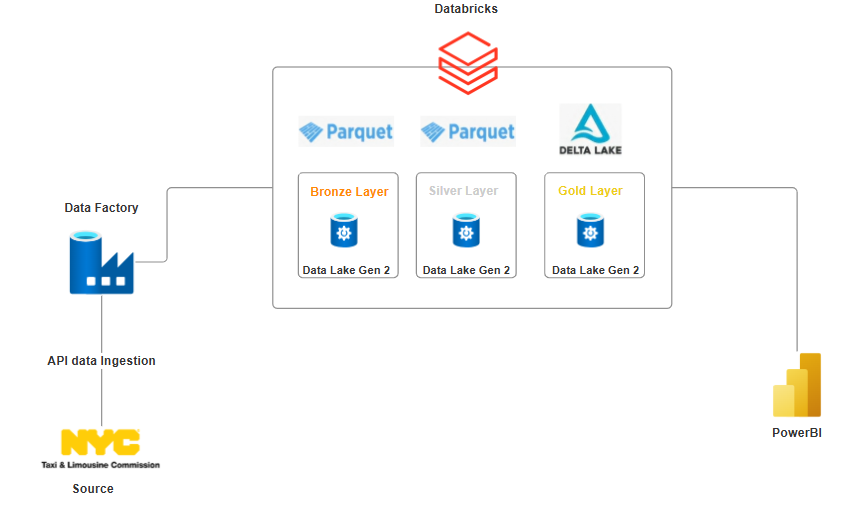 Databricks
Parquet
Parquet
DELTA LAKE
Bronze Layer
Silver Layer
Gold Layer
Data Lake Gen 2
Data Lake Gen 2
Data Lake Gen 2
Data Factory
API data Ingestion
NYC
Taxi & Limousine Commission
Source
PowerBI